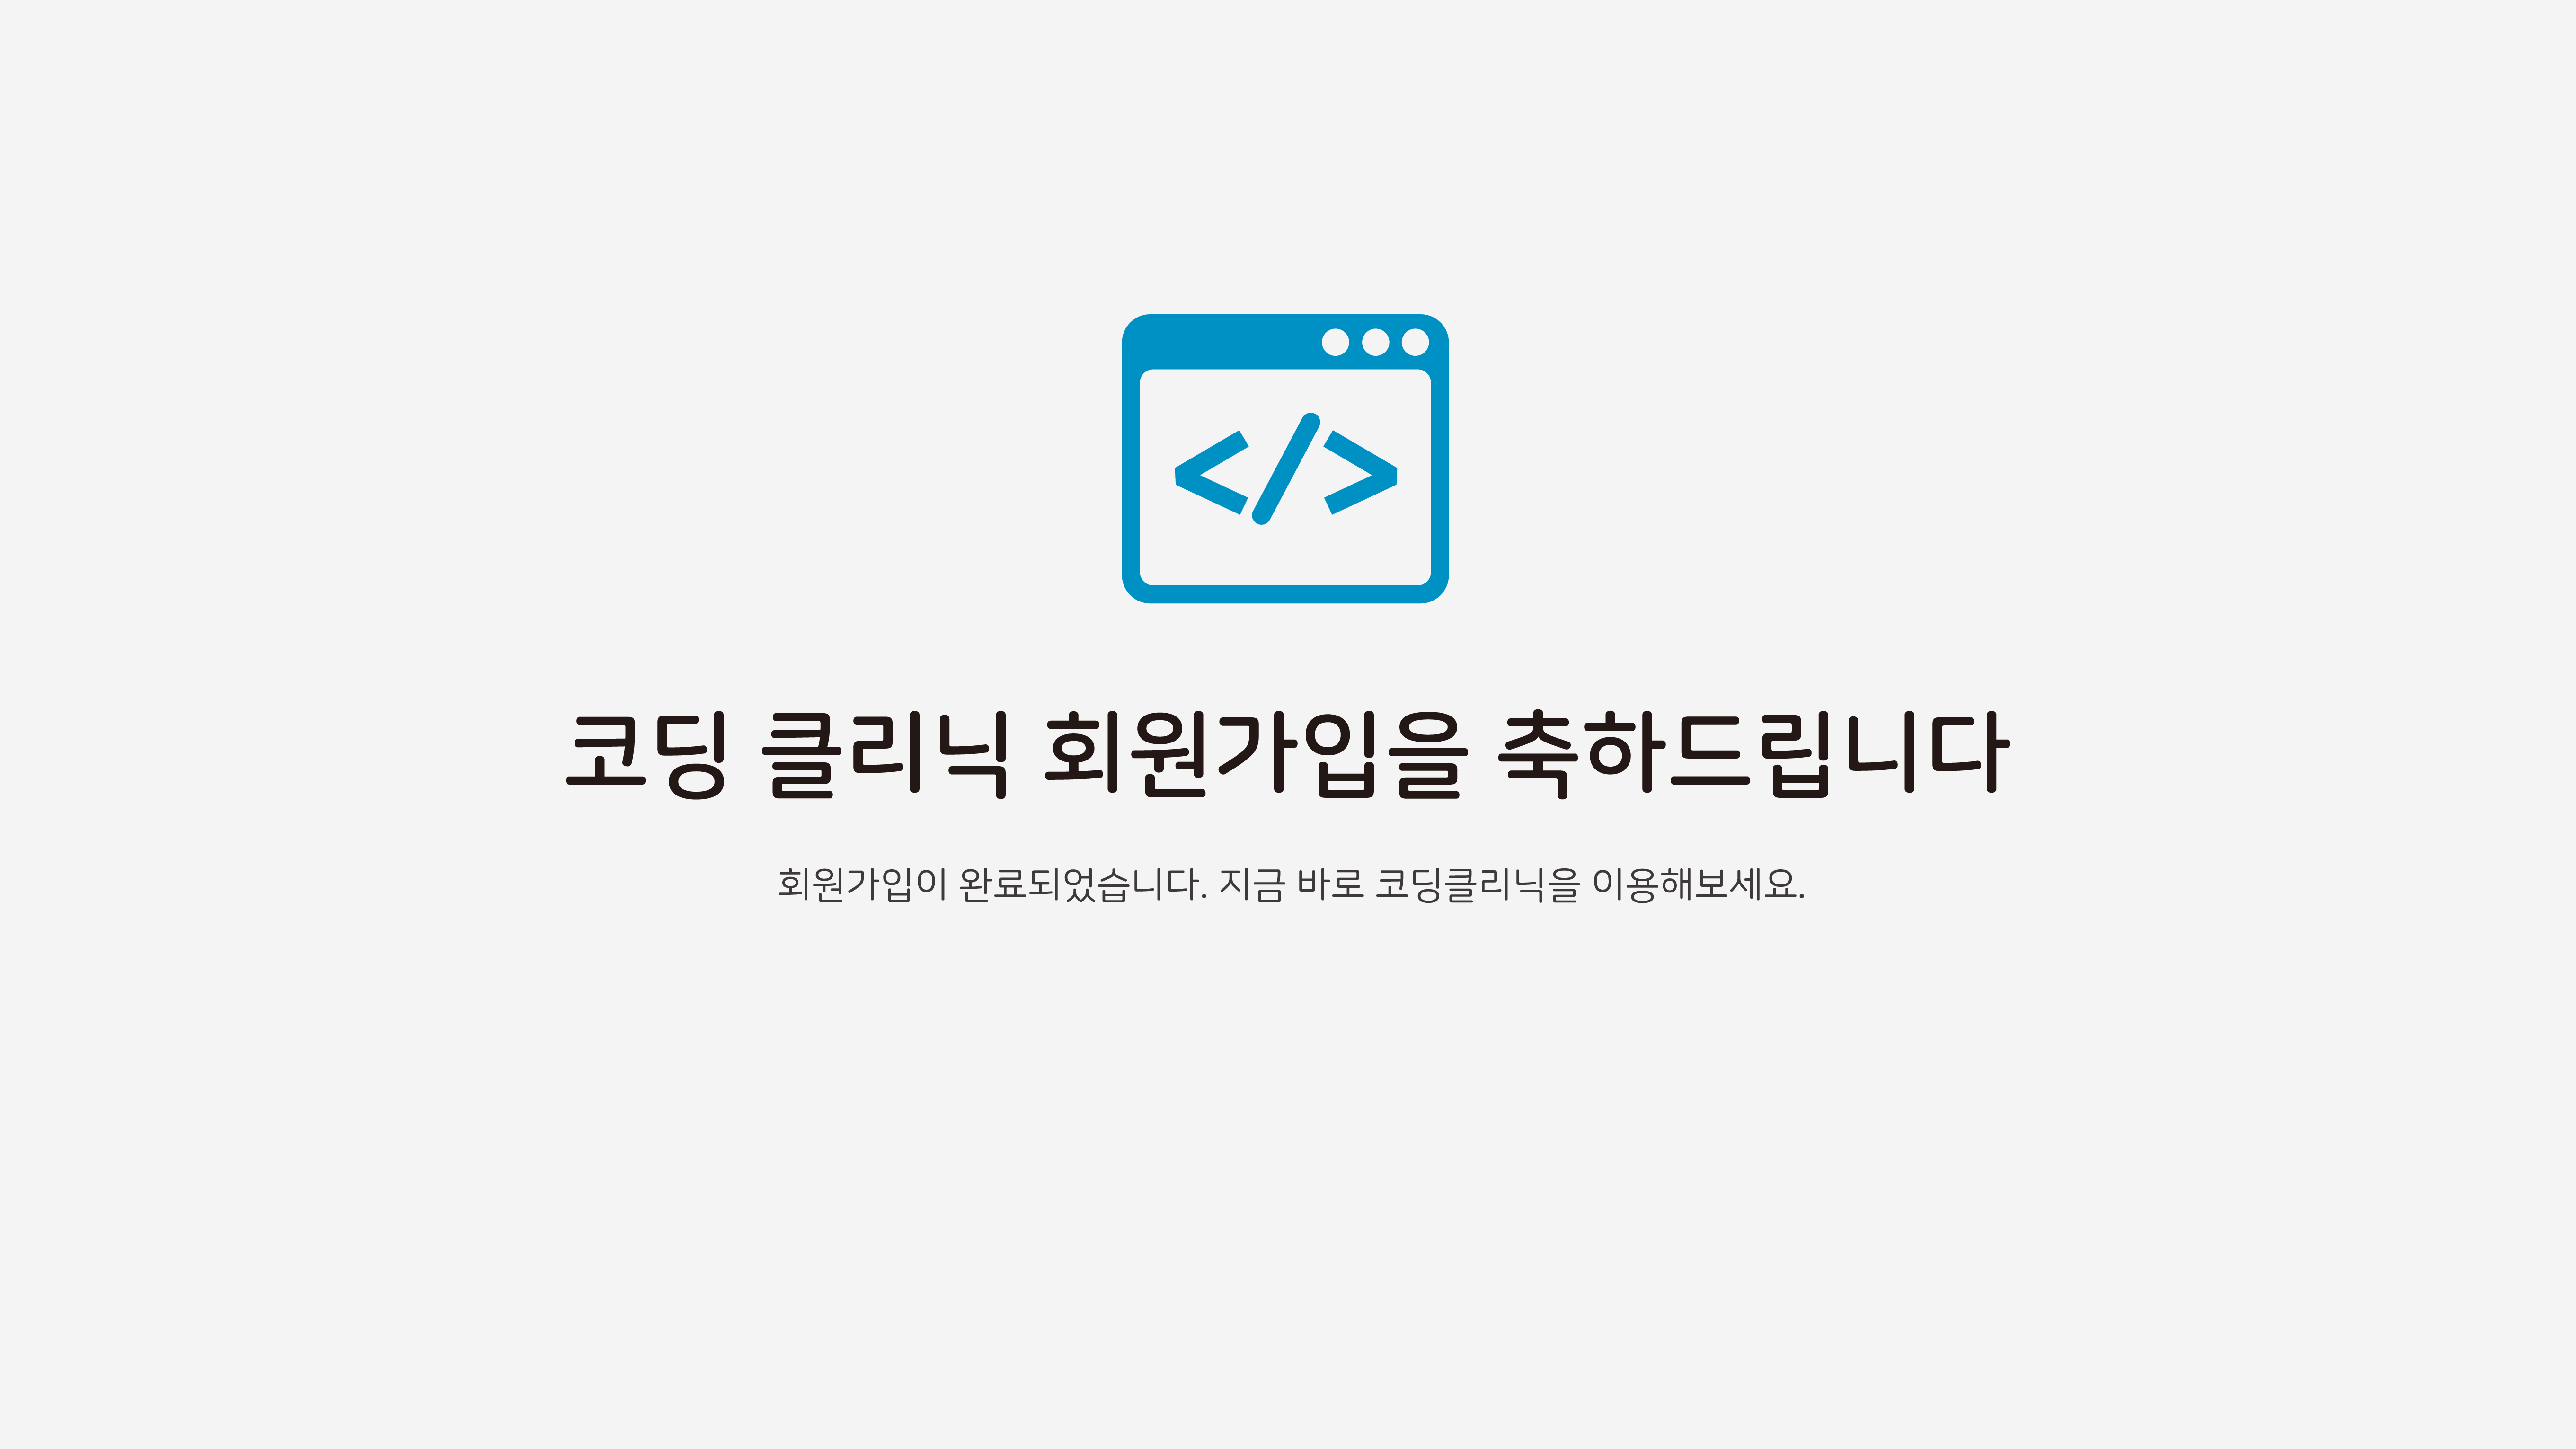 </>
코딩 클리닉 회원가입을 축하드립니다
회원가입이 완료되었습니다. 지금 바로 코딩클리닉을 이용해보세요.